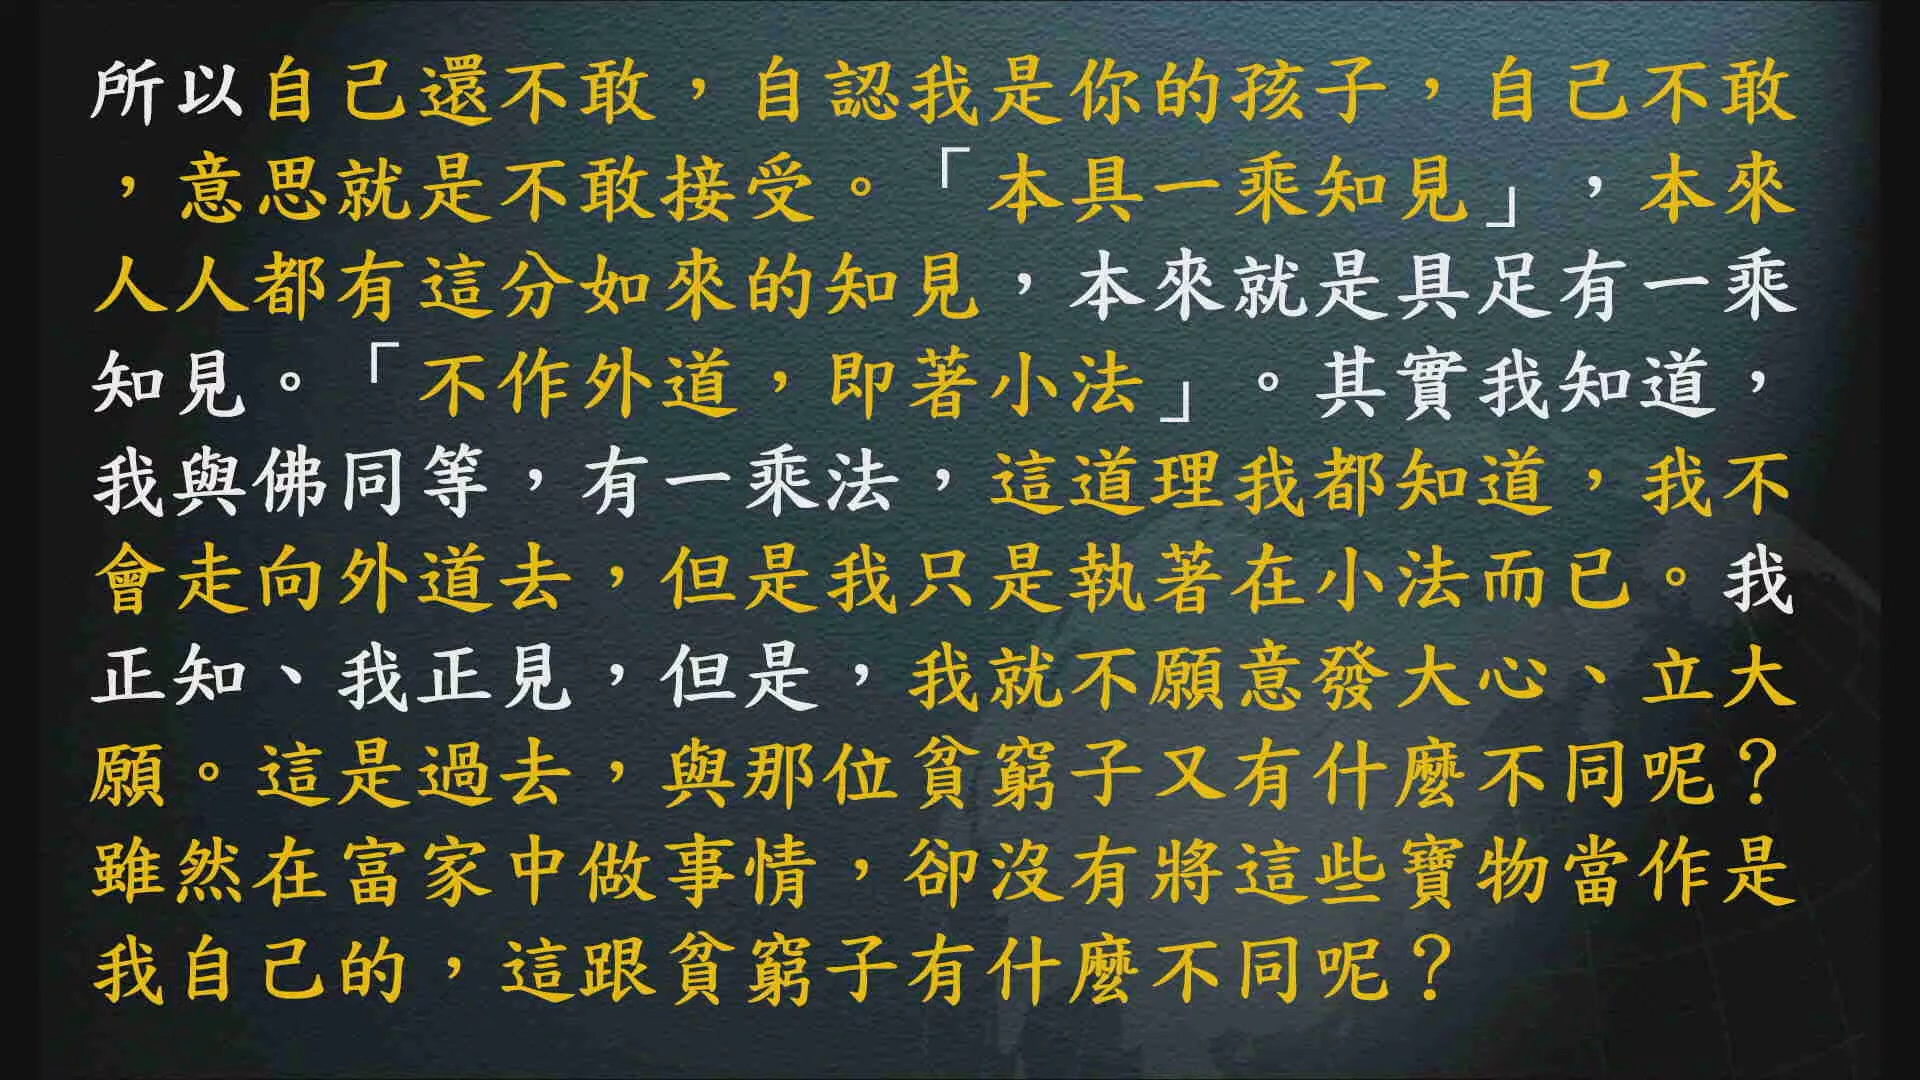 所以自己還不敢，自認我是你的孩子，自己不敢
，意思就是不敢接受。「本具一乘知見」，本來
人人都有這分如來的知見，本來就是具足有一乘
知見。「不作外道，即著小法」。其實我知道，
我與佛同等，有一乘法，這道理我都知道，我不
會走向外道去，但是我只是執著在小法而已。我
正知、我正見，但是，我就不願意發大心、立大
願。這是過去，與那位貧窮子又有什麼不同呢？
雖然在富家中做事情，卻沒有將這些寶物當作是
我自己的，這跟貧窮子有什麼不同呢？